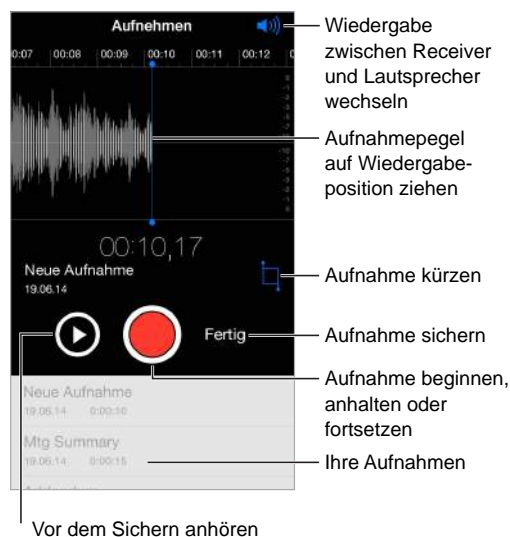 Aufnehmen
0:07 00:08 00:09 00:10 00:11 00:12
00:10,17
Neue Aufnahme
19.06.14
Fertig
Neue Aufnahme
19.06.14 0:00:10
Mtg Summary
19.06.14 0:00:15
Wiedergabe
zwischen Receiver
und Lautsprecher
wechseln
Aufnahmepegel
auf Wiedergabe-
position ziehen
Aufnahme kürzen
Aufnahme sichern
Aufnahme beginnen,
anhalten oder
fortsetzen
Ihre Aufnahmen
Vor dem Sichern anhören